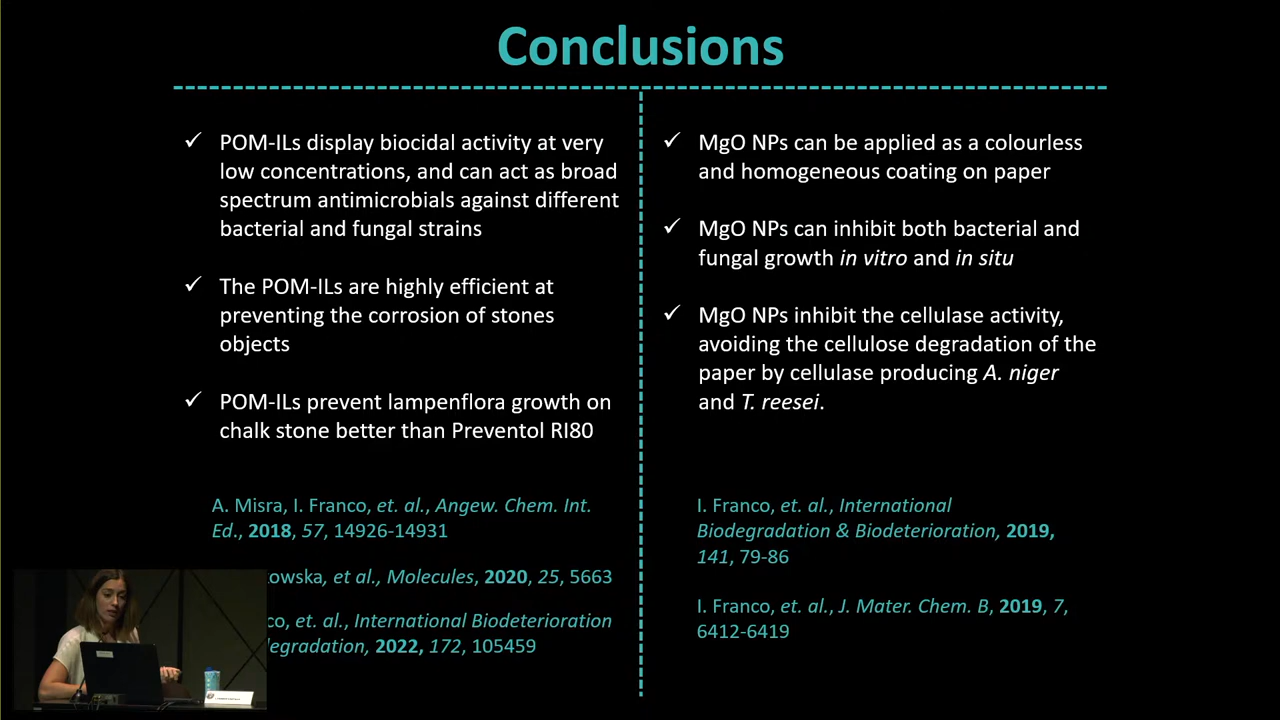 Conclusions
✓ POM-ILs display biocidal activity at very
low concentrations, and can act as broad
spectrum antimicrobials against different
bacterial and fungal strains
✓ The POM-ILs are highly efficient at
preventing the corrosion of stones
objects
✓ POM-ILs prevent lampenflora growth on
chalk stone better than Preventol RI80
A. Misra, I. Franco, et. al., Angew. Chem. Int.
Ed., 2018, 57, 14926-14931
kowska, et al., Molecules, 2020, 25, 5663
co, et. al., International Biodeterioration
degradation, 2022, 172, 105459
✓ MgO NPs can be applied as a colourless
and homogeneous coating on paper
✓ MgO NPs can inhibit both bacterial and
fungal growth in vitro and in situ
✓ MgO NPs inhibit the cellulase activity,
avoiding the cellulose degradation of the
paper by cellulase producing A. niger
and T. reesei.
I. Franco, et. al., International
Biodegradation & Biodeterioration, 2019,
141, 79-86
I. Franco, et. al., J. Mater. Chem. B, 2019, 7,
6412-6419